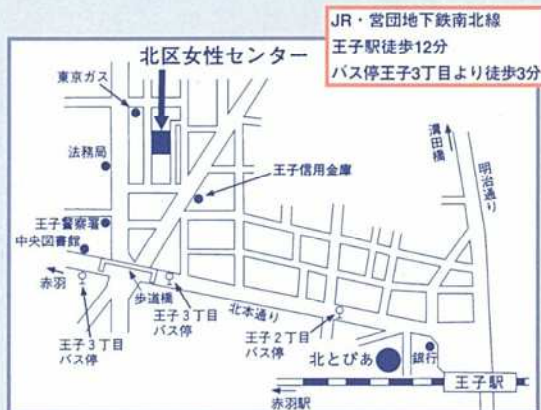 JR・営団地下鉄南北線
王子駅徒歩12分
バス停王子3丁目より徒歩3分
北区女性センター
東京ガス
法務局
王子信用金庫
溝田橋
明治通り
王子警察署
中央図書館
赤羽
歩道橋
王子3丁目
バス停
王子3丁目
バス停
北本通り
王子2丁目
バス停
北とぴあ
銀行
王子駅
赤羽駅